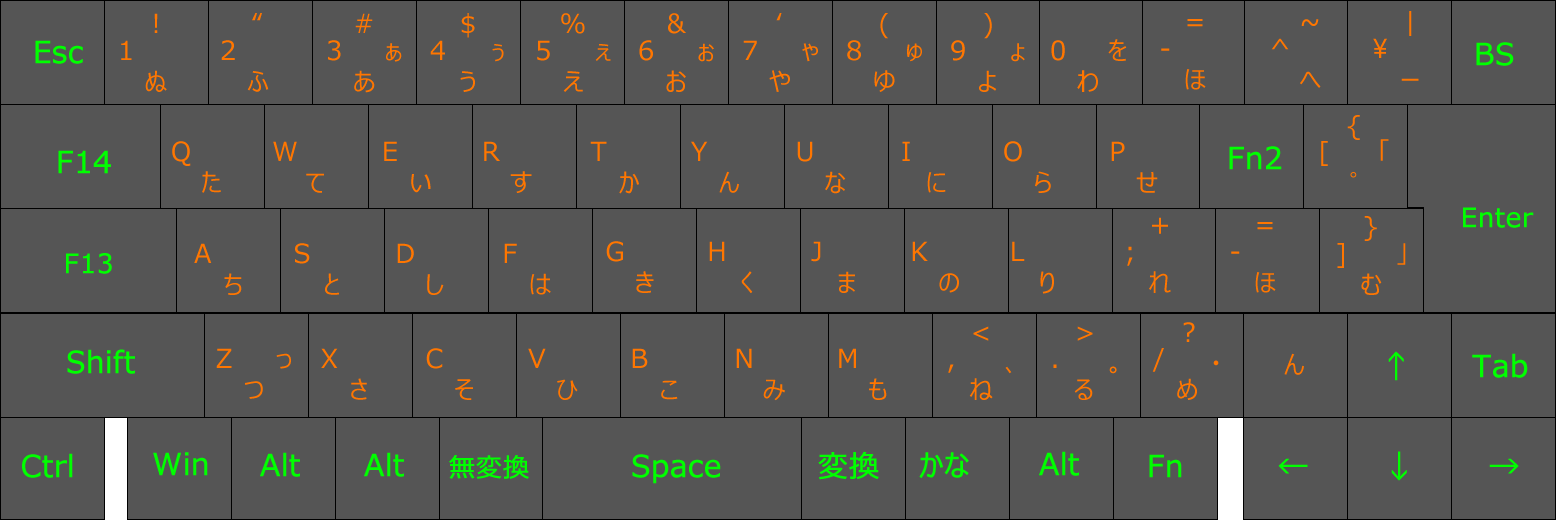 Esc ! 1 ぬ “ 2 ふ # 3 ぁ あ $ 4 ぅ う % 5 ぇ え & 6 ぉ お ‘ 7 ゃ や ( 8 ゅ ゆ ) 9 ょ よ 0 を わ = - ほ ~ ^ へ | ¥ ー BS
F14 Q た W て E い R す T か Y ん U な I に O ら P せ Fn2 { [ 「 ゜ Enter
F13 A ち S と D し F は G き H く J ま K の L り + ; れ = - ほ } ] 」 む
Shift Z っ つ X さ C そ V ひ B こ N み M も < , 、 ね > . 。 る ? / ・ め ん ↑ Tab
Ctrl Win Alt Alt 無変換 Space 変換 かな Alt Fn ← ↓ →